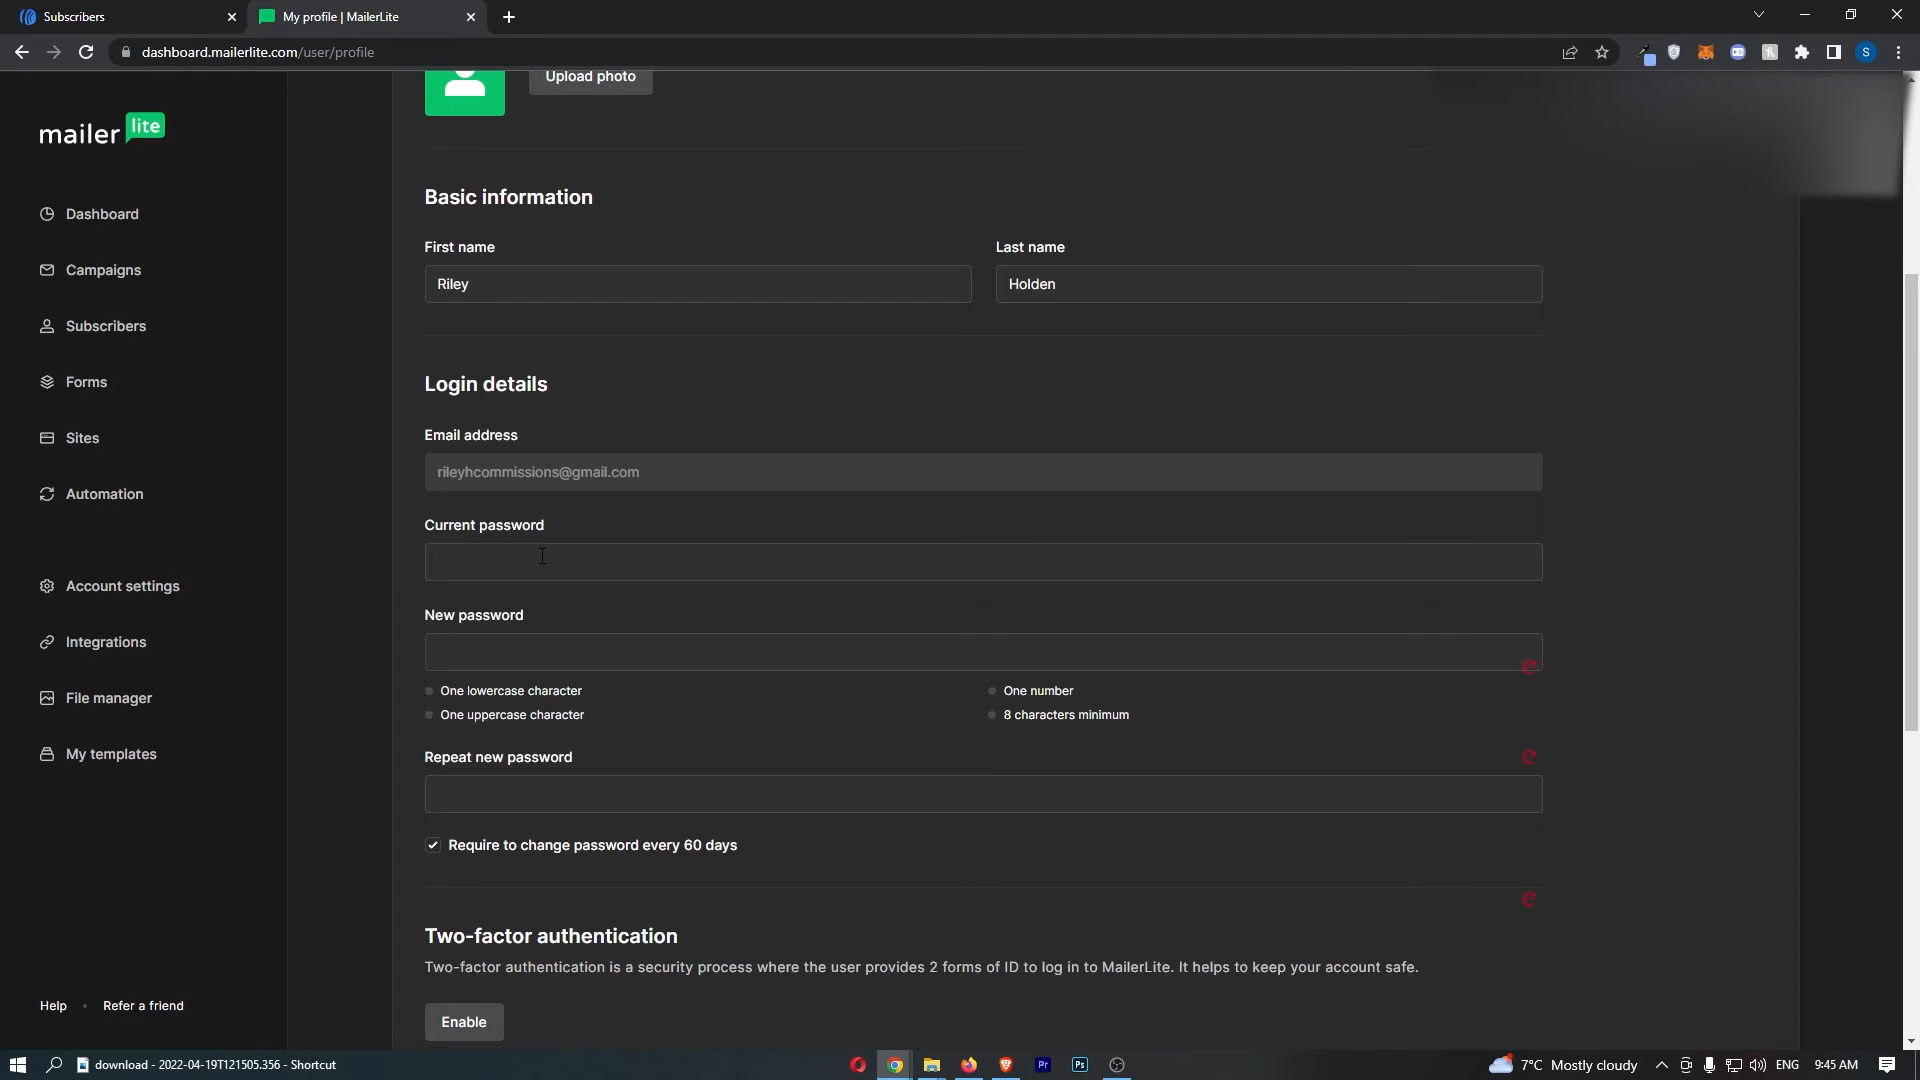 Subscribers
My profile | MailerLite
dashboard.mailerlite.com/user/profile
S
mailer lite
Dashboard
Campaigns
Subscribers
Forms
Sites
Automation
Account settings
Integrations
File manager
My templates
Help
Refer a friend
Upload photo
Basic information
First name
Last name
Riley
Holden
Login details
Email address
rileyhcommissions@gmail.com
Current password
New password
One lowercase character
One number
One uppercase character
8 characters minimum
Repeat new password
Require to change password every 60 days
Two-factor authentication
Two-factor authentication is a security process where the user provides 2 forms of ID to log in to MailerLite. It helps to keep your account safe.
Enable
download - 2022-04-19T121505.356 - Shortcut
Pr
Ps
7°C Mostly cloudy
ENG
9:45 AM